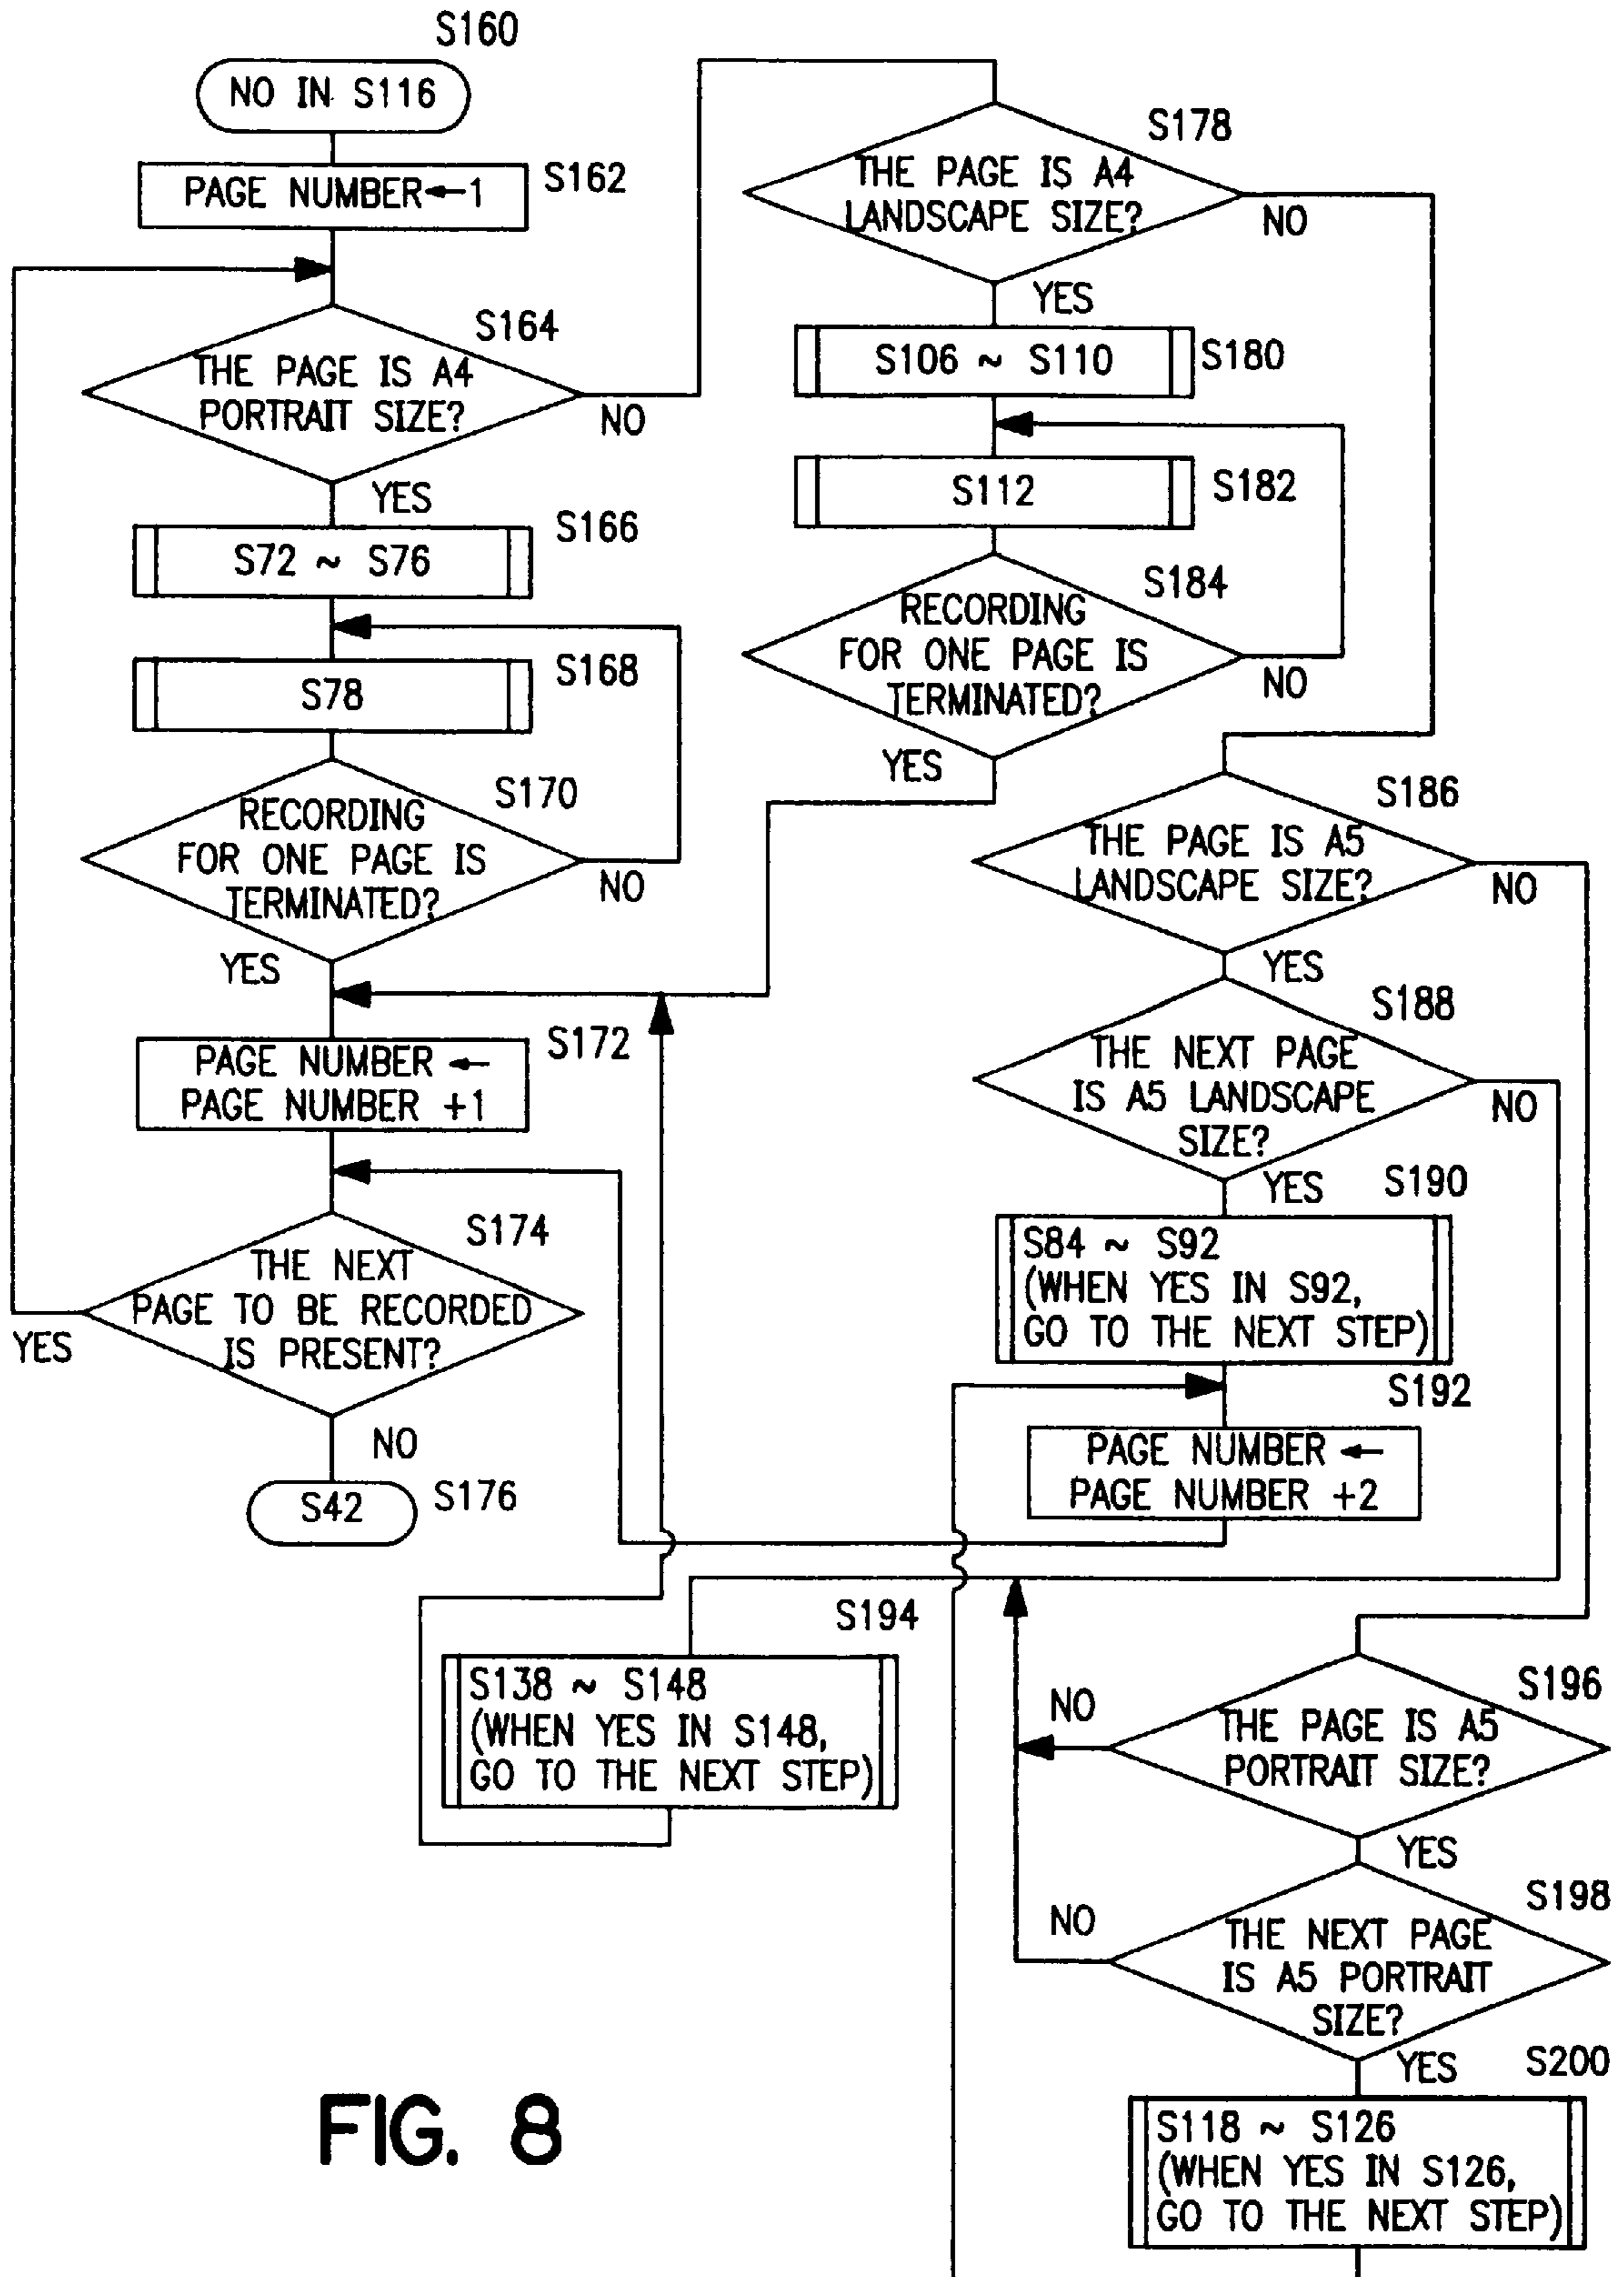 S160
NO IN S116
S162
PAGE NUMBER←1
S164
THE PAGE IS A4
PORTRAIT SIZE?
NO
YES
S166
S72 ~ S76
S168
S78
S170
RECORDING
FOR ONE PAGE IS
TERMINATED?
NO
YES
S172
PAGE NUMBER ←
PAGE NUMBER +1
S174
THE NEXT
PAGE TO BE RECORDED
IS PRESENT?
YES
NO
S176
S42
S178
THE PAGE IS A4
LANDSCAPE SIZE?
NO
YES
S180
S106 ~ S110
S182
S112
S184
RECORDING
FOR ONE PAGE IS
TERMINATED?
NO
YES
S186
THE PAGE IS A5
LANDSCAPE SIZE?
NO
YES
S188
THE NEXT PAGE
IS A5 LANDSCAPE
SIZE?
NO
YES
S190
S84 ~ S92
(WHEN YES IN S92,
GO TO THE NEXT STEP)
S192
PAGE NUMBER ←
PAGE NUMBER +2
S194
S138 ~ S148
(WHEN YES IN S148,
GO TO THE NEXT STEP)
S196
NO
THE PAGE IS A5
PORTRAIT SIZE?
YES
S198
NO
THE NEXT PAGE
IS A5 PORTRAIT
SIZE?
YES
S200
S118 ~ S126
(WHEN YES IN S126,
GO TO THE NEXT STEP)
FIG. 8